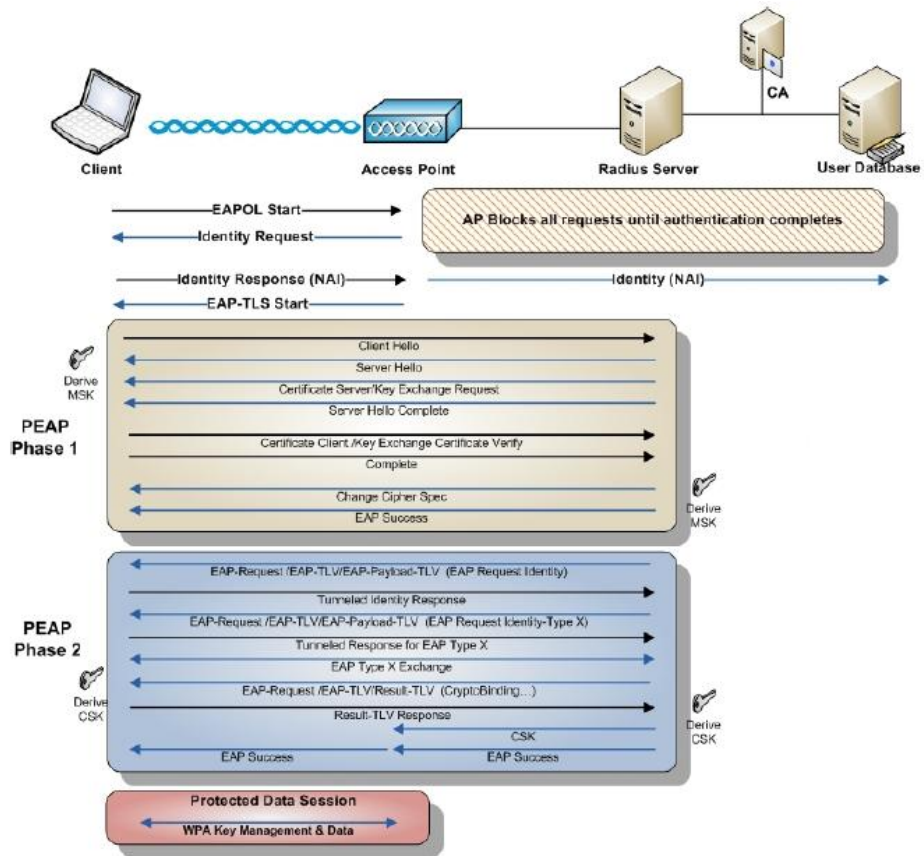 CA
Client
Access Point
Radius Server
User Database
EAPOL Start
AP Blocks all requests until authentication completes
Identity Request
Identity Response (NAI)
Identity (NAI)
EAP-TLS Start
PEAP
Phase 1
Derive
MSK
Client Hello
Server Hello
Certificate Server/Key Exchange Request
Server Hello Complete
Certificate Client /Key Exchange Certificate Verify
Complete
Change Cipher Spec
EAP Success
Derive
MSK
PEAP
Phase 2
EAP-Request /EAP-TLV/EAP-Payload-TLV (EAP Request Identity)
Tunneled Identity Response
EAP-Request /EAP-TLV/EAP-Payload-TLV (EAP Request Identity-Type X)
Tunneled Response for EAP Type X
EAP Type X Exchange
EAP-Request /EAP-TLV/Result-TLV (CryptoBinding...)
Derive
CSK
Result-TLV Response
Derive
CSK
CSK
EAP Success
EAP Success
Protected Data Session
WPA Key Management & Data